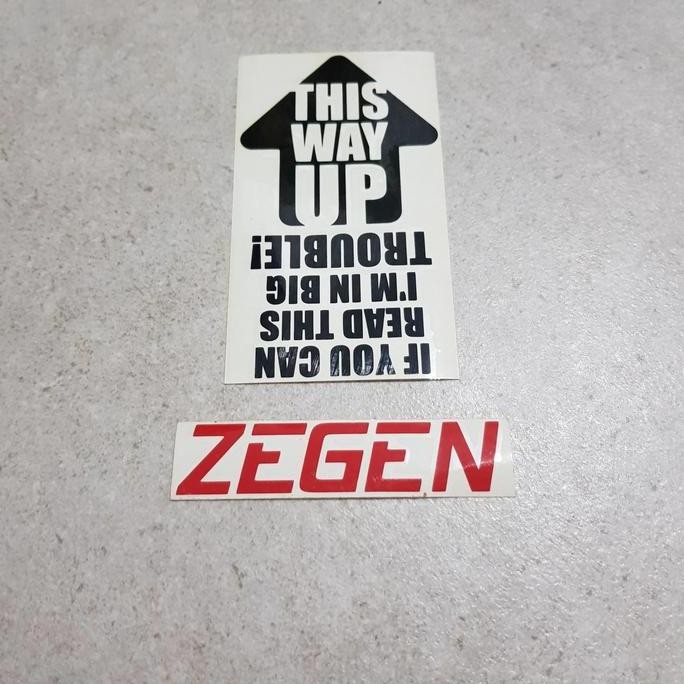 THIS
WAY
UP
IF YOU CAN
READ THIS
I'M IN BIG
TROUBLE!
ZEGEN